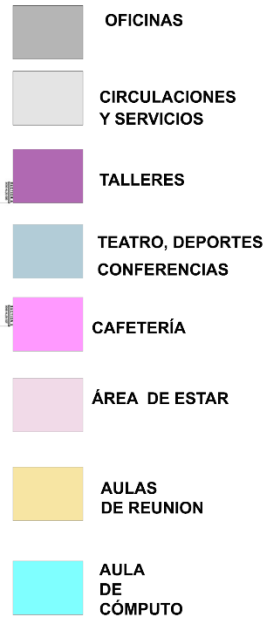 OFICINAS
CIRCULACIONES
Y SERVICIOS
TALLERES
TEATRO, DEPORTES
CONFERENCIAS
CAFETERÍA
ÁREA DE ESTAR
AULAS
DE REUNION
AULA
DE
CÓMPUTO